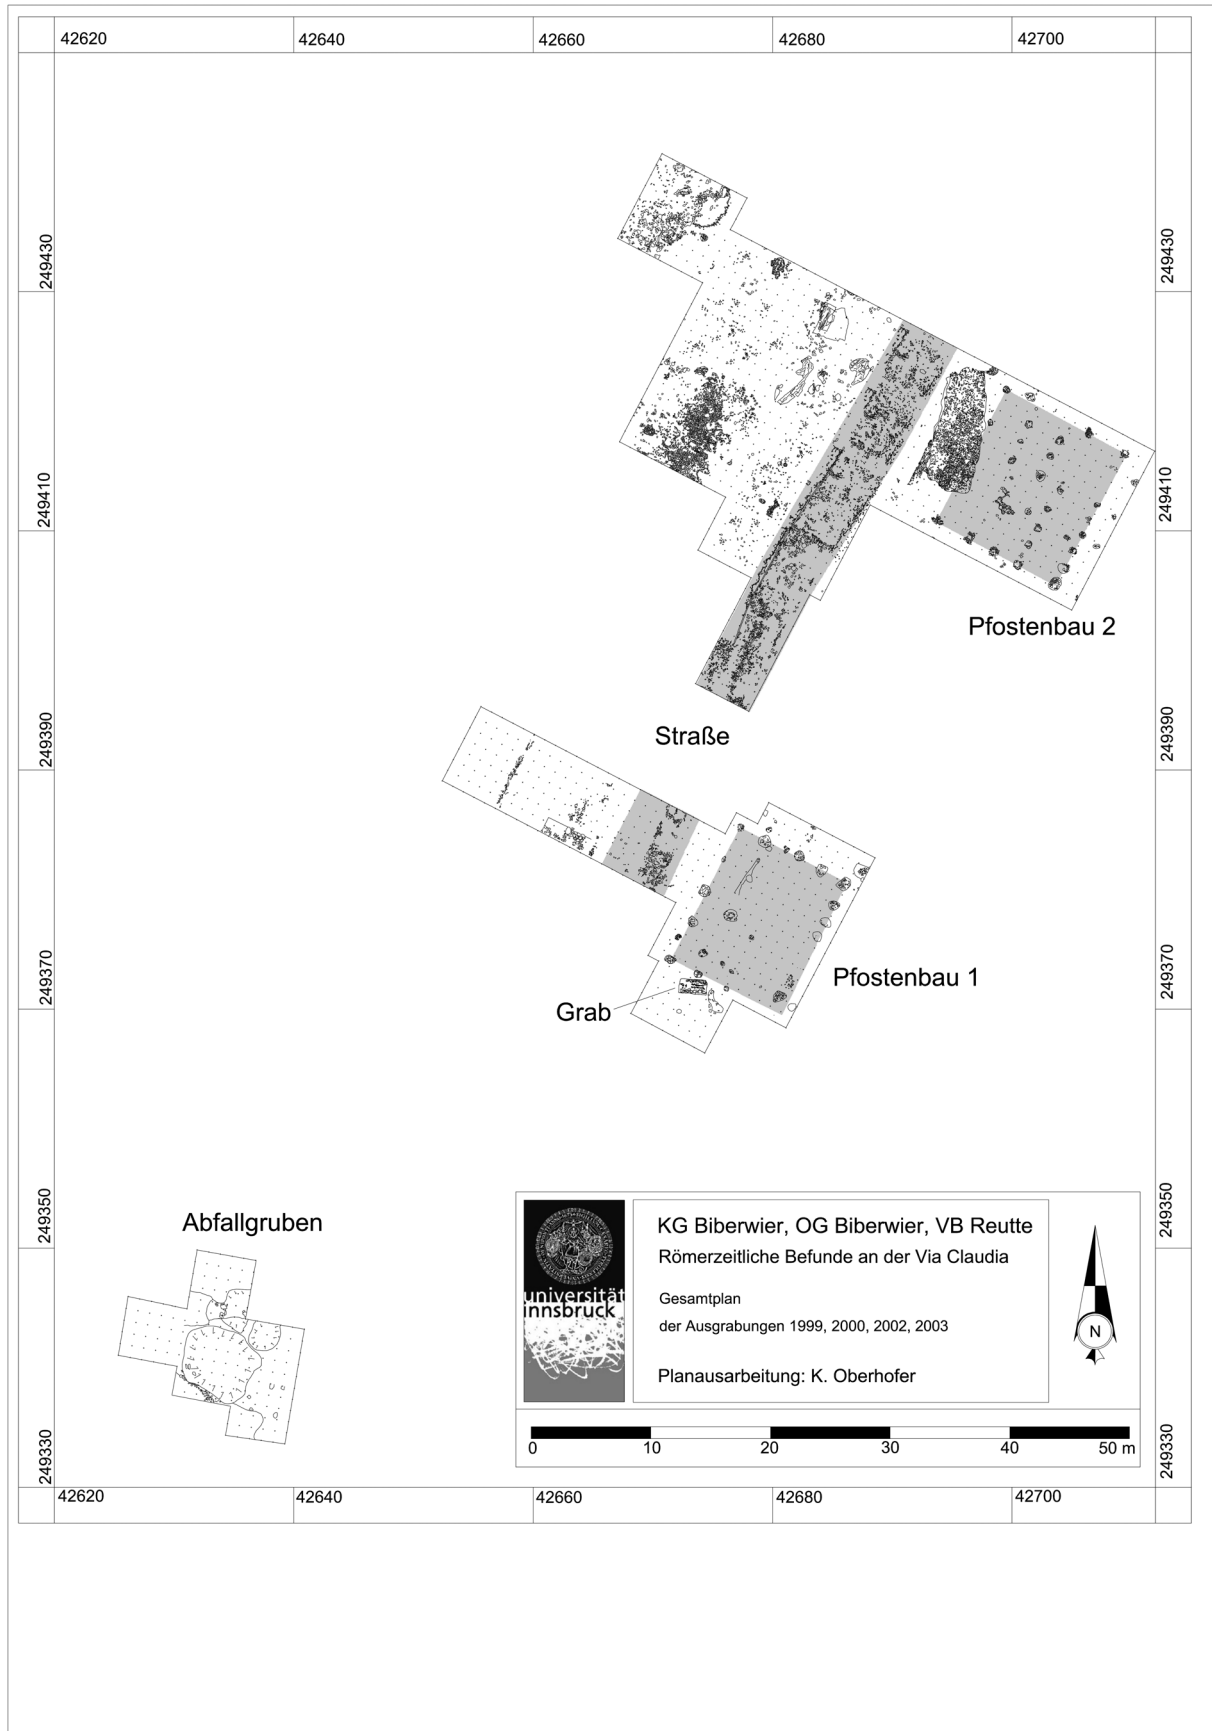 42620 42640 42660 42680 42700
249430 249430
249410 249410
Pfostenbau 2
Straße
249390 249390
249370 249370
Pfostenbau 1
Grab
249350 249350
Abfallgruben
KG Biberwier, OG Biberwier, VB Reutte
Römerzeitliche Befunde an der Via Claudia
Gesamtplan
der Ausgrabungen 1999, 2000, 2002, 2003
Planausarbeitung: K. Oberhofer
universität
innsbruck
N
0 10 20 30 40 50 m
249330 249330
42620 42640 42660 42680 42700